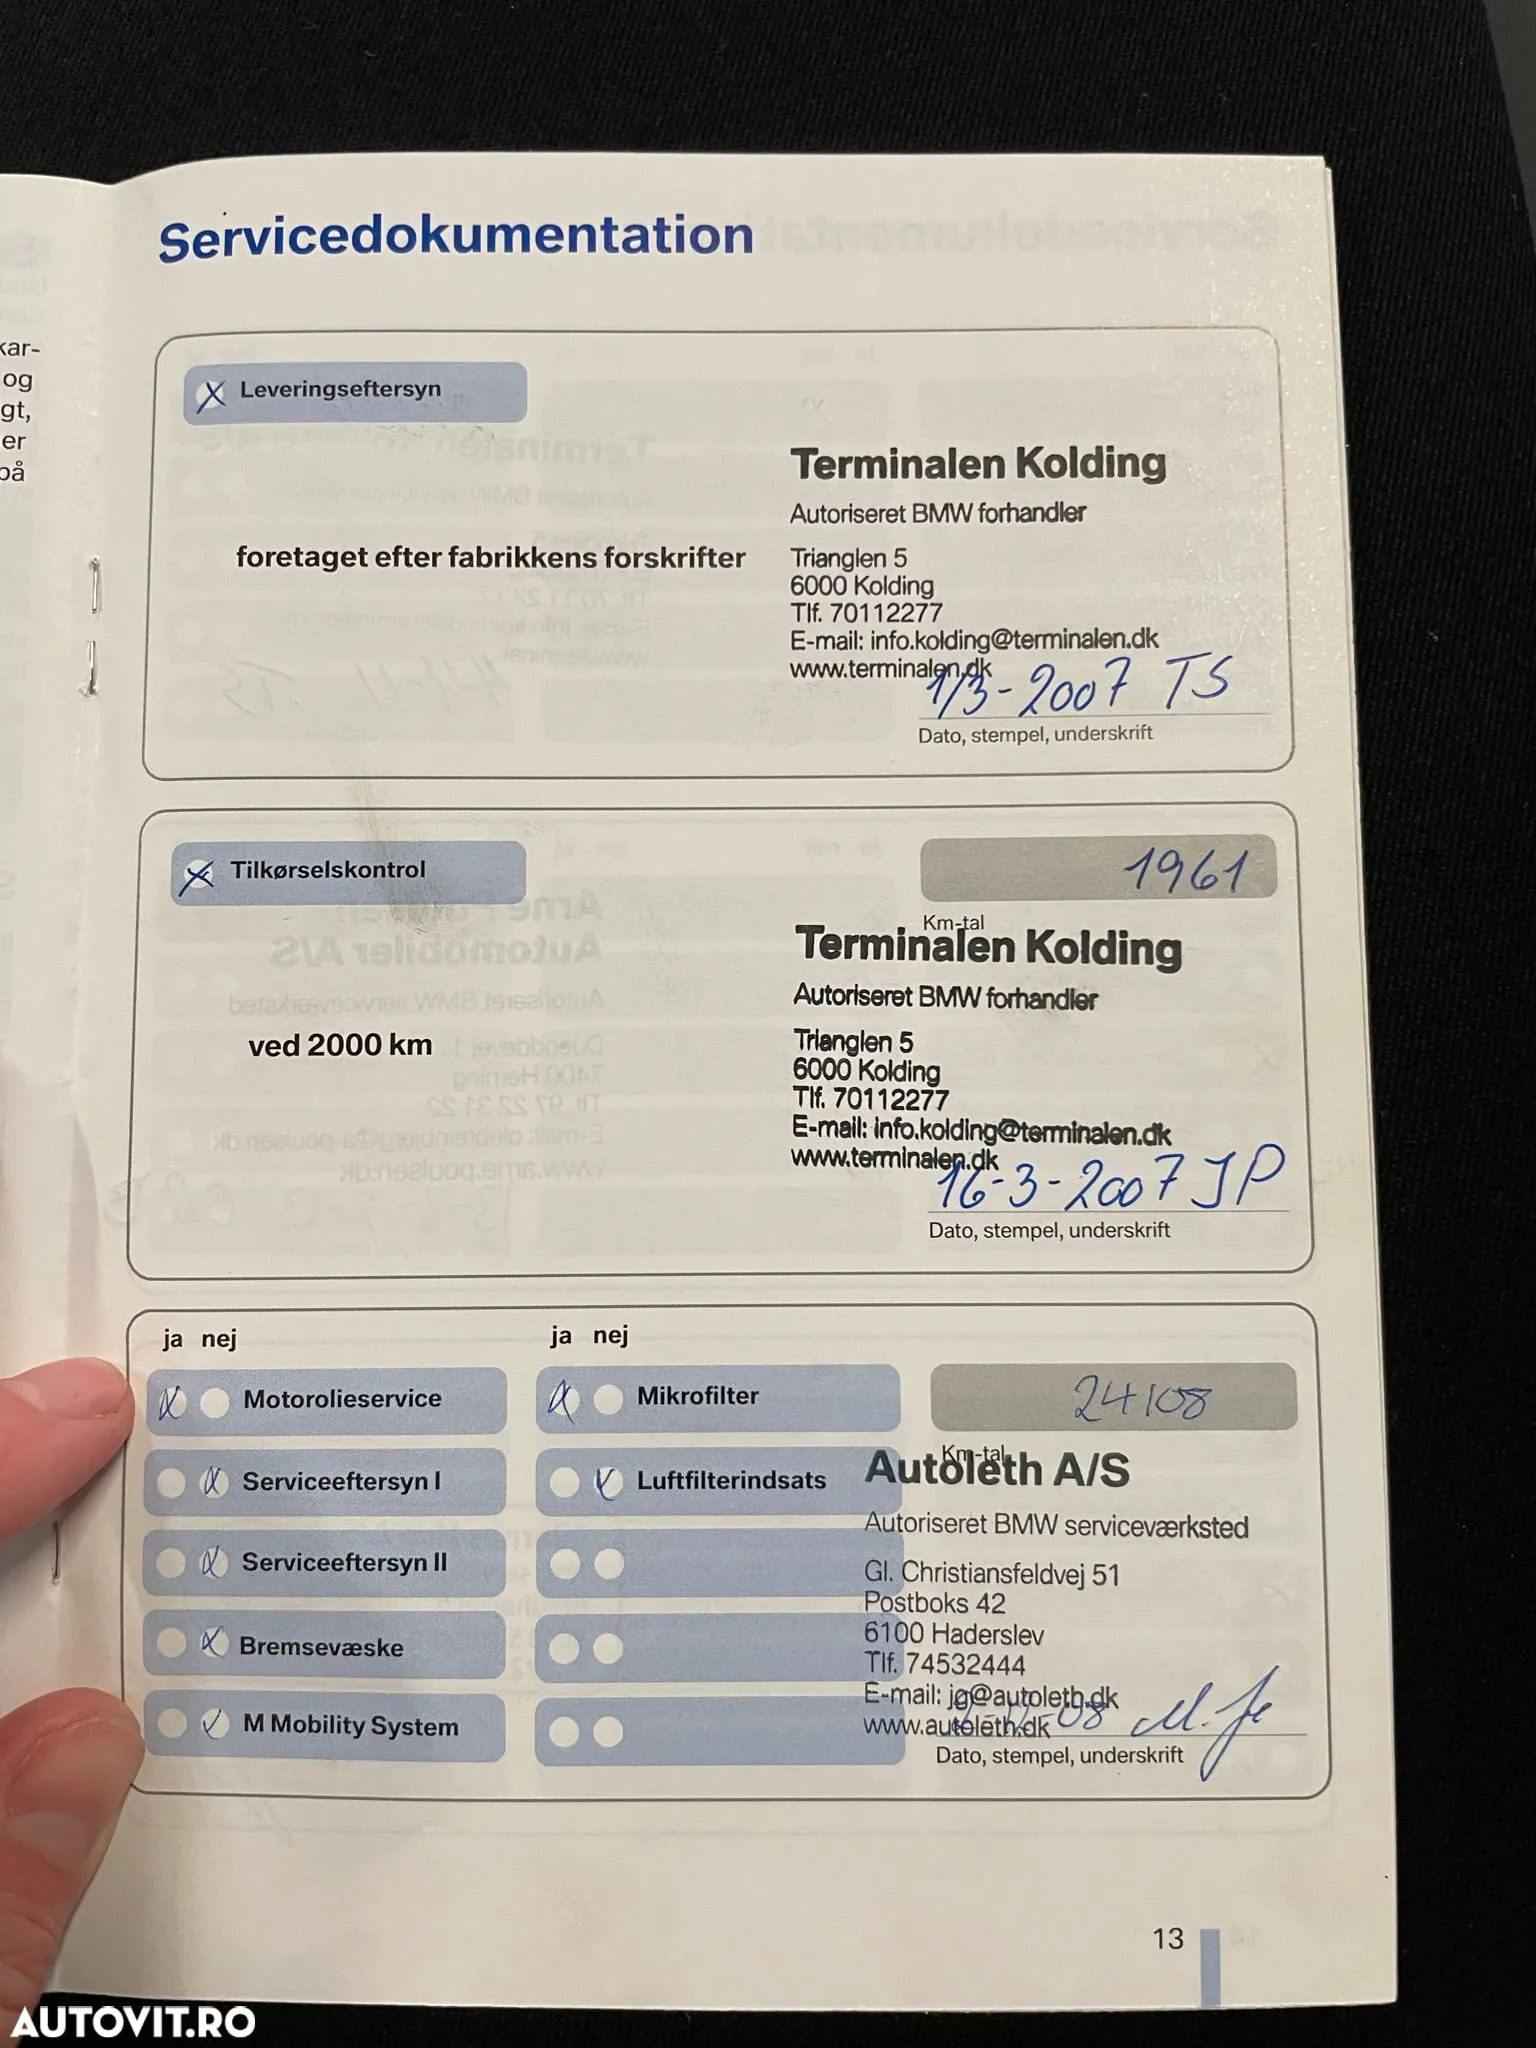 kar-
og
gt,
er
på
Servicedokumentation
Leveringseftersyn
foretaget efter fabrikkens forskrifter
Terminalen Kolding
Autoriseret BMW forhandler
Trianglen 5
6000 Kolding
Tlf. 70112277
E-mail: info.kolding@terminalen.dk
www.terminalen.dk
1/3-2007 TS
Dato, stempel, underskrift
Tilkørselskontrol
1961
Km-tal
ved 2000 km
Terminalen Kolding
Autoriseret BMW forhandler
Trianglen 5
6000 Kolding
Tlf. 70112277
E-mail: info.kolding@terminalen.dk
www.terminalen.dk
16-3-2007 JP
Dato, stempel, underskrift
ja nej
Motorolieservice
Serviceeftersyn I
Serviceeftersyn II
Bremsevæske
M Mobility System
ja nej
Mikrofilter
Luftfilterindsats
24108
Km-tal
Autoleth A/S
Autoriseret BMW serviceværksted
Gl. Christiansfeldvej 51
Postboks 42
6100 Haderslev
Tlf. 74532444
E-mail: jg@autoleth.dk
www.autoleth.dk
Dato, stempel, underskrift
13
AUTOVIT.RO